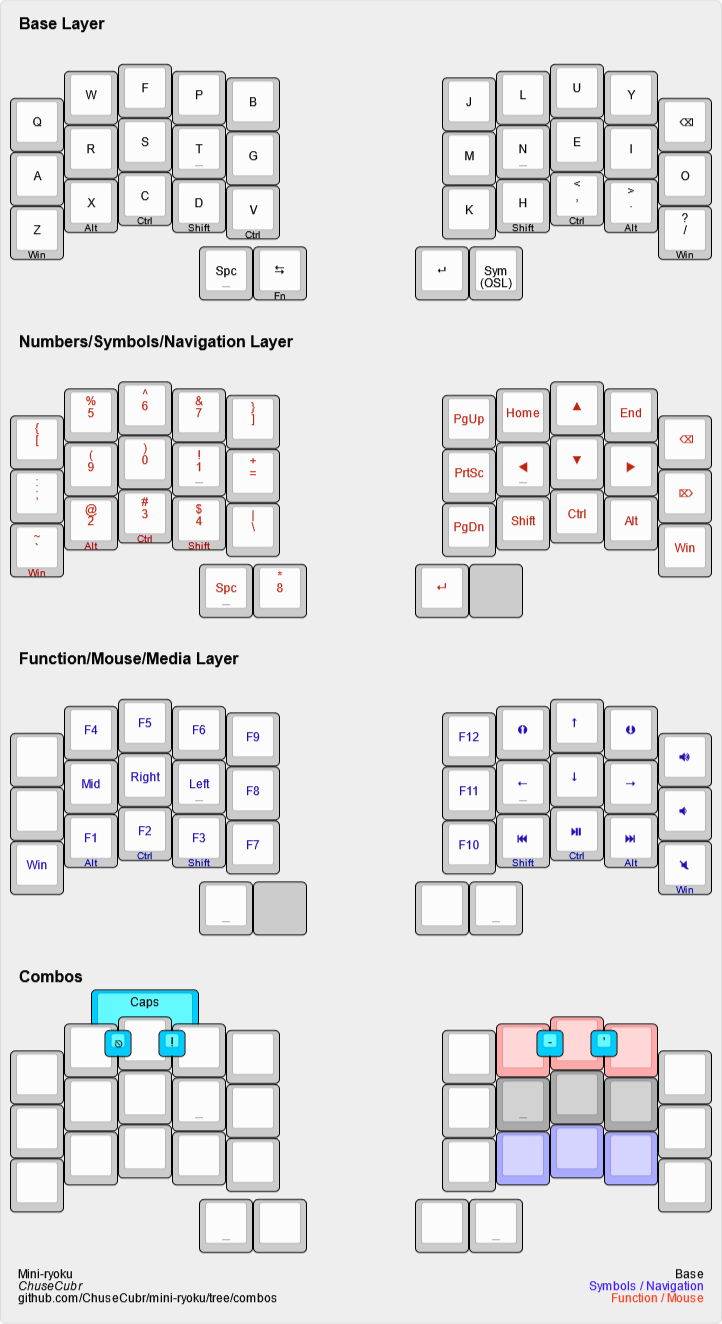 Base Layer
Q W F P B J L U Y ⌫
A R S T _ G M N _ E I O
Z Win X Alt C Ctrl D Shift V Ctrl K H Shift < , Ctrl > . Alt ? / Win
Spc _ ⇆ Fn ↵ Sym (OSL)
Numbers/Symbols/Navigation Layer
{ [ % 5 ^ 6 & 7 } ] PgUp Home ▲ End ⌫
: ; ( 9 ) 0 ! 1 _ + = PrtSc ◀ _ ▼ ▶ ⌦
~ ` Win @ 2 Alt # 3 Ctrl $ 4 Shift | \ PgDn Shift Ctrl Alt Win
Spc _ * 8 ↵
Function/Mouse/Media Layer
F4 F5 F6 F9 F12 ↑
Mid Right Left _ F8 F11 ← _ ↓ →
Win F1 Alt F2 Ctrl F3 Shift F7 F10 ⏮ Shift ⏯ Ctrl ⏭ Alt Win
_ _
Combos
Caps
⎋ ! - '
_ _
_ _
Mini-ryoku
ChuseCubr
github.com/ChuseCubr/mini-ryoku/tree/combos
Base
Symbols / Navigation
Function / Mouse